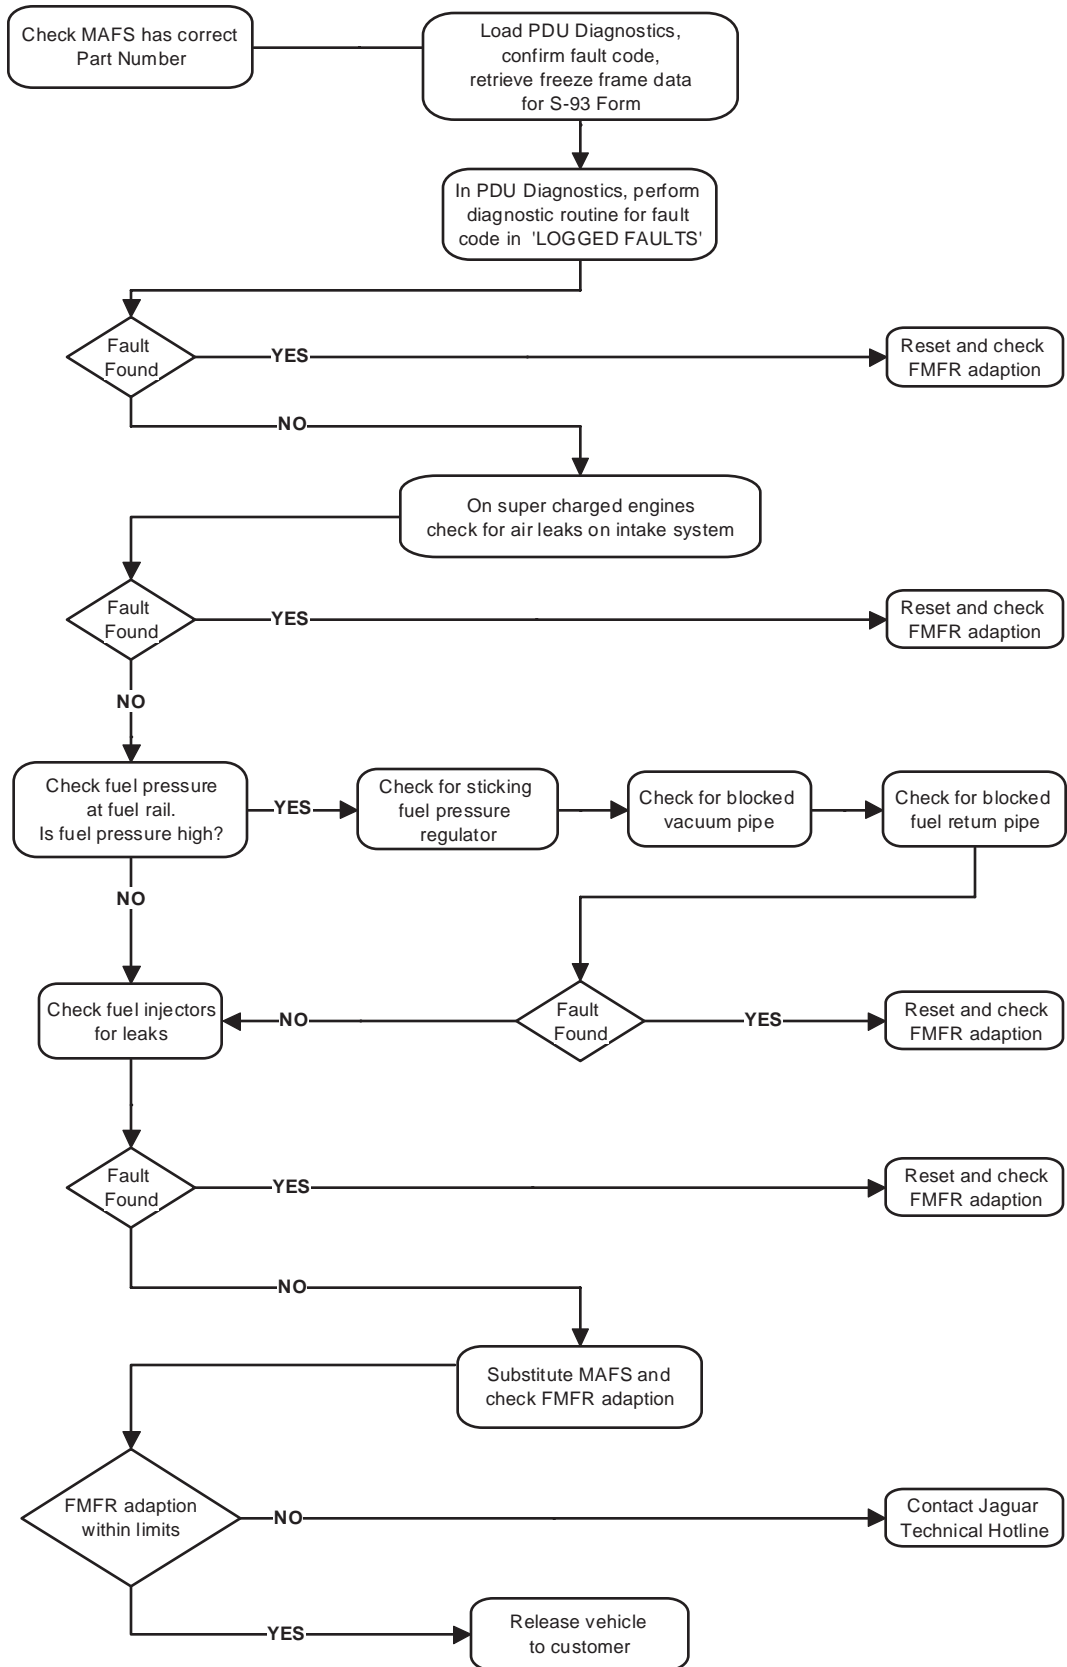 Check MAFS has correct
Part Number
Load PDU Diagnostics,
confirm fault code,
retrieve freeze frame data
for S-93 Form
In PDU Diagnostics, perform
diagnostic routine for fault
code in 'LOGGED FAULTS'
Fault
Found
YES
Reset and check
FMFR adaption
NO
On super charged engines
check for air leaks on intake system
Fault
Found
YES
Reset and check
FMFR adaption
NO
Check fuel pressure
at fuel rail.
Is fuel pressure high?
YES
Check for sticking
fuel pressure
regulator
Check for blocked
vacuum pipe
Check for blocked
fuel return pipe
NO
Check fuel injectors
for leaks
NO
Fault
Found
YES
Reset and check
FMFR adaption
Fault
Found
YES
Reset and check
FMFR adaption
NO
Substitute MAFS and
check FMFR adaption
FMFR adaption
within limits
NO
Contact Jaguar
Technical Hotline
YES
Release vehicle
to customer